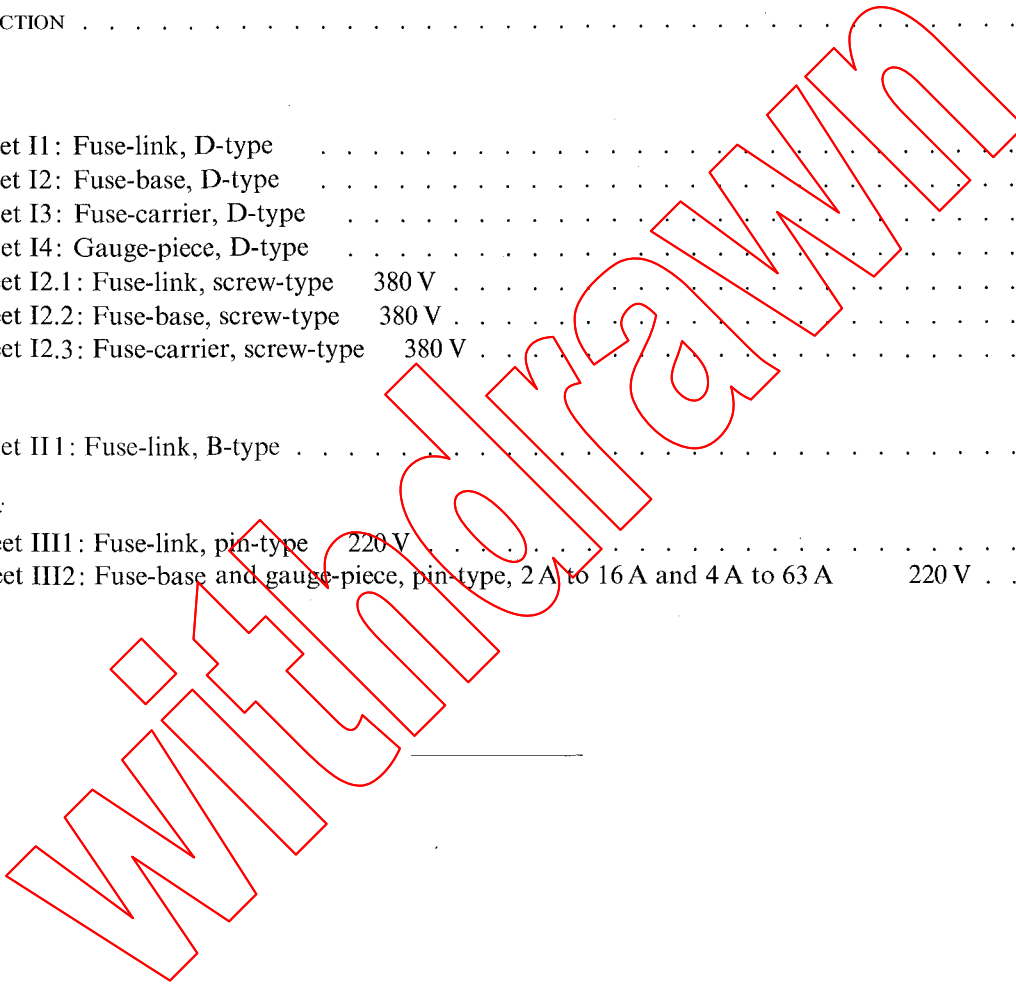 CTION . . . . . . . . . . . . . . . . . . . . . . . . . . . . . . . . . . . .
et I1: Fuse-link, D-type . . . . . . . . . . . . . . . . . . . . . . . . . . .
et I2: Fuse-base, D-type . . . . . . . . . . . . . . . . . . . . . . . . . . .
et I3: Fuse-carrier, D-type . . . . . . . . . . . . . . . . . . . . . . . . . .
et I4: Gauge-piece, D-type . . . . . . . . . . . . . . . . . . . . . . . . . .
et I2.1: Fuse-link, screw-type 380 V . . . . . . . . . . . . . . . . . . . . . .
et I2.2: Fuse-base, screw-type 380 V . . . . . . . . . . . . . . . . . . . . . .
et I2.3: Fuse-carrier, screw-type 380 V . . . . . . . . . . . . . . . . . . . . .
et II1: Fuse-link, B-type . . . . . . . . . . . . . . . . . . . . . . . . . . . .
eet III1: Fuse-link, pin-type 220 V . . . . . . . . . . . . . . . . . . . . . . .
eet III2: Fuse-base and gauge-piece, pin-type, 2 A to 16 A and 4 A to 63 A 220 V . .
withdrawn